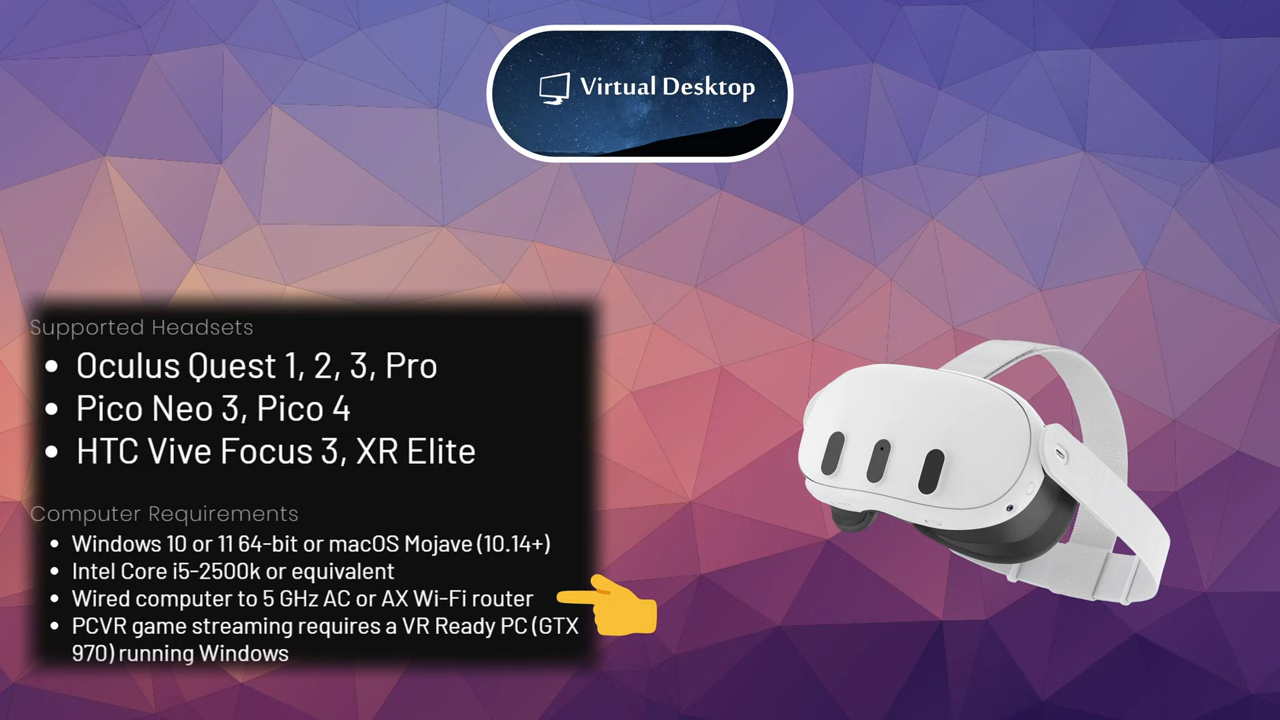 Virtual Desktop
Supported Headsets
• Oculus Quest 1, 2, 3, Pro
• Pico Neo 3, Pico 4
• HTC Vive Focus 3, XR Elite
Computer Requirements
• Windows 10 or 11 64-bit or macOS Mojave (10.14+)
• Intel Core i5-2500k or equivalent
• Wired computer to 5 GHz AC or AX Wi-Fi router
• PCVR game streaming requires a VR Ready PC (GTX
970) running Windows